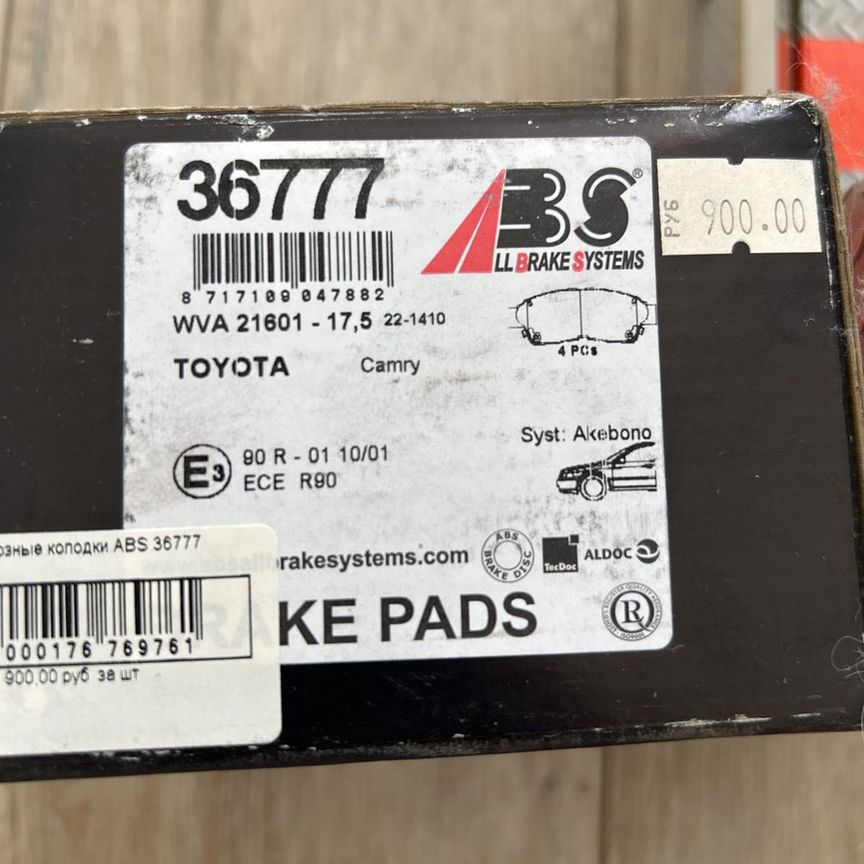 36777
ABS®
ALL BRAKE SYSTEMS
РУБ 900.00
8 717109 047882
WVA 21601 - 17,5 22-1410
4 PCs
TOYOTA Camry
Syst: Akebono
E3
90 R - 01 10/01
ECE R90
колодки ABS 36777
brakesystems.com
ABS BRAKE DISC
TecDoc
ALDOC
KE PADS
R
000176 769761
900,00 руб за шт